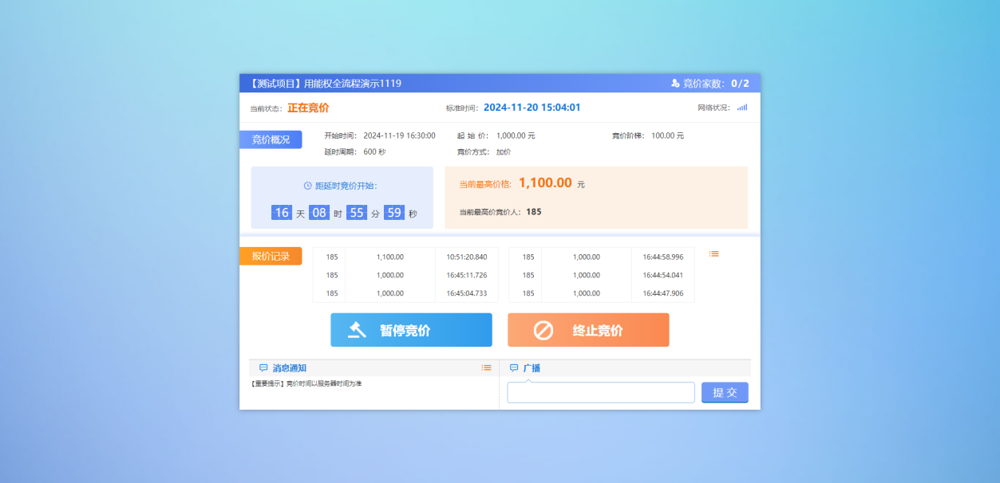 【测试项目】用能权全流程演示1119 竞价家数: 0/2
当前状态: 正在竞价 标准时间: 2024-11-20 15:04:01 网络状况:
竞价概况 开始时间: 2024-11-19 16:30:00 起 始 价: 1,000.00 元 竞价阶梯: 100.00 元
延时周期: 600 秒 竞价方式: 加价
距延时竞价开始:
16 天 08 时 55 分 59 秒
当前最高价格: 1,100.00 元
当前最高价竞价人: 185
报价记录
185 1,100.00 10:51:20.840 185 1,000.00 16:44:58.996
185 1,000.00 16:45:11.726 185 1,000.00 16:44:54.041
185 1,000.00 16:45:04.733 185 1,000.00 16:44:47.906
暂停竞价 终止竞价
消息通知 广播
【重要提示】竞价时间以服务器时间为准
提 交